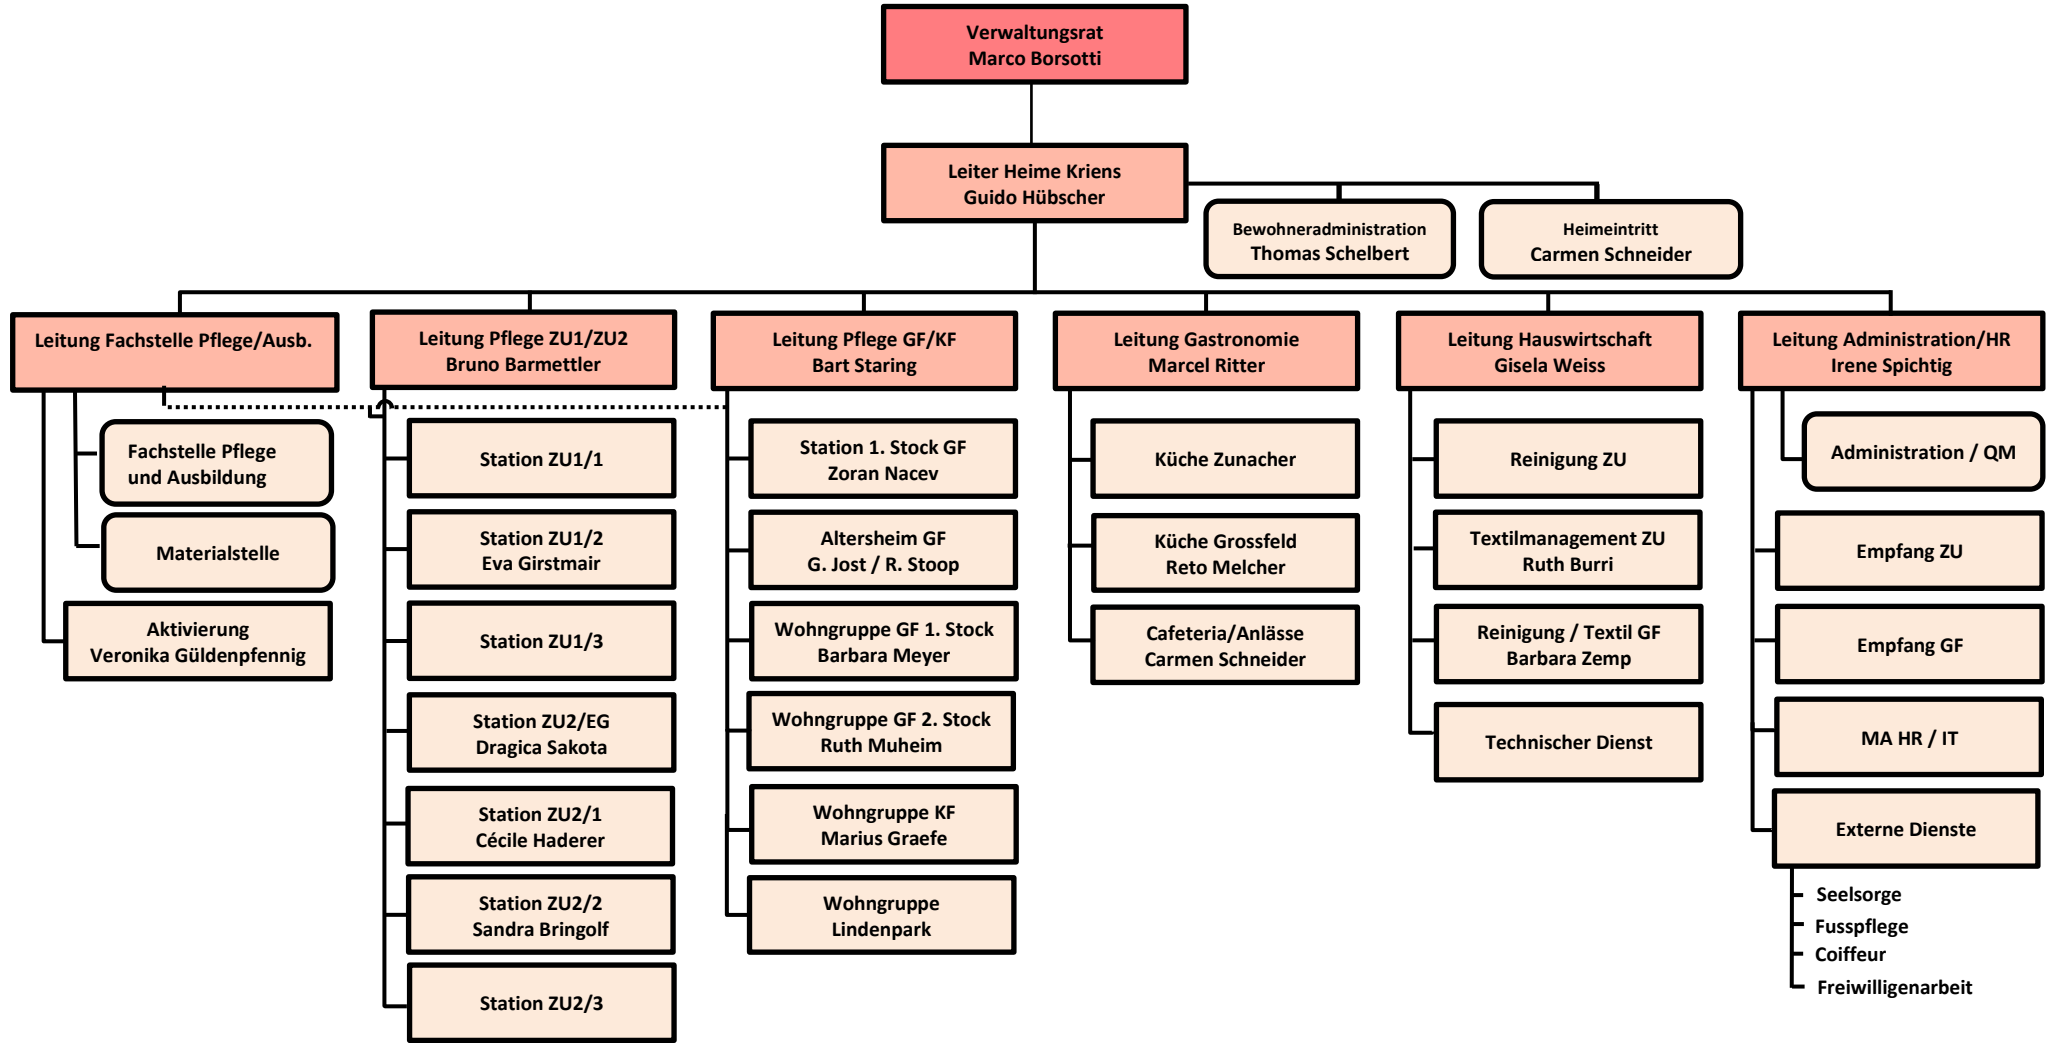 Verwaltungsrat
Marco Borsotti
Leiter Heime Kriens
Guido Hübscher
Bewohneradministration
Thomas Schelbert
Heimeintritt
Carmen Schneider
Leitung Fachstelle Pflege/Ausb.
Fachstelle Pflege
und Ausbildung
Materialstelle
Aktivierung
Veronika Güldenpfennig
Leitung Pflege ZU1/ZU2
Bruno Barmettler
Station ZU1/1
Station ZU1/2
Eva Girstmair
Station ZU1/3
Station ZU2/EG
Dragica Sakota
Station ZU2/1
Cécile Haderer
Station ZU2/2
Sandra Bringolf
Station ZU2/3
Leitung Pflege GF/KF
Bart Staring
Station 1. Stock GF
Zoran Nacev
Altersheim GF
G. Jost / R. Stoop
Wohngruppe GF 1. Stock
Barbara Meyer
Wohngruppe GF 2. Stock
Ruth Muheim
Wohngruppe KF
Marius Graefe
Wohngruppe
Lindenpark
Leitung Gastronomie
Marcel Ritter
Küche Zunacher
Küche Grossfeld
Reto Melcher
Cafeteria/Anlässe
Carmen Schneider
Leitung Hauswirtschaft
Gisela Weiss
Reinigung ZU
Textilmanagement ZU
Ruth Burri
Reinigung / Textil GF
Barbara Zemp
Technischer Dienst
Leitung Administration/HR
Irene Spichtig
Administration / QM
Empfang ZU
Empfang GF
MA HR / IT
Externe Dienste
Seelsorge
Fusspflege
Coiffeur
Freiwilligenarbeit